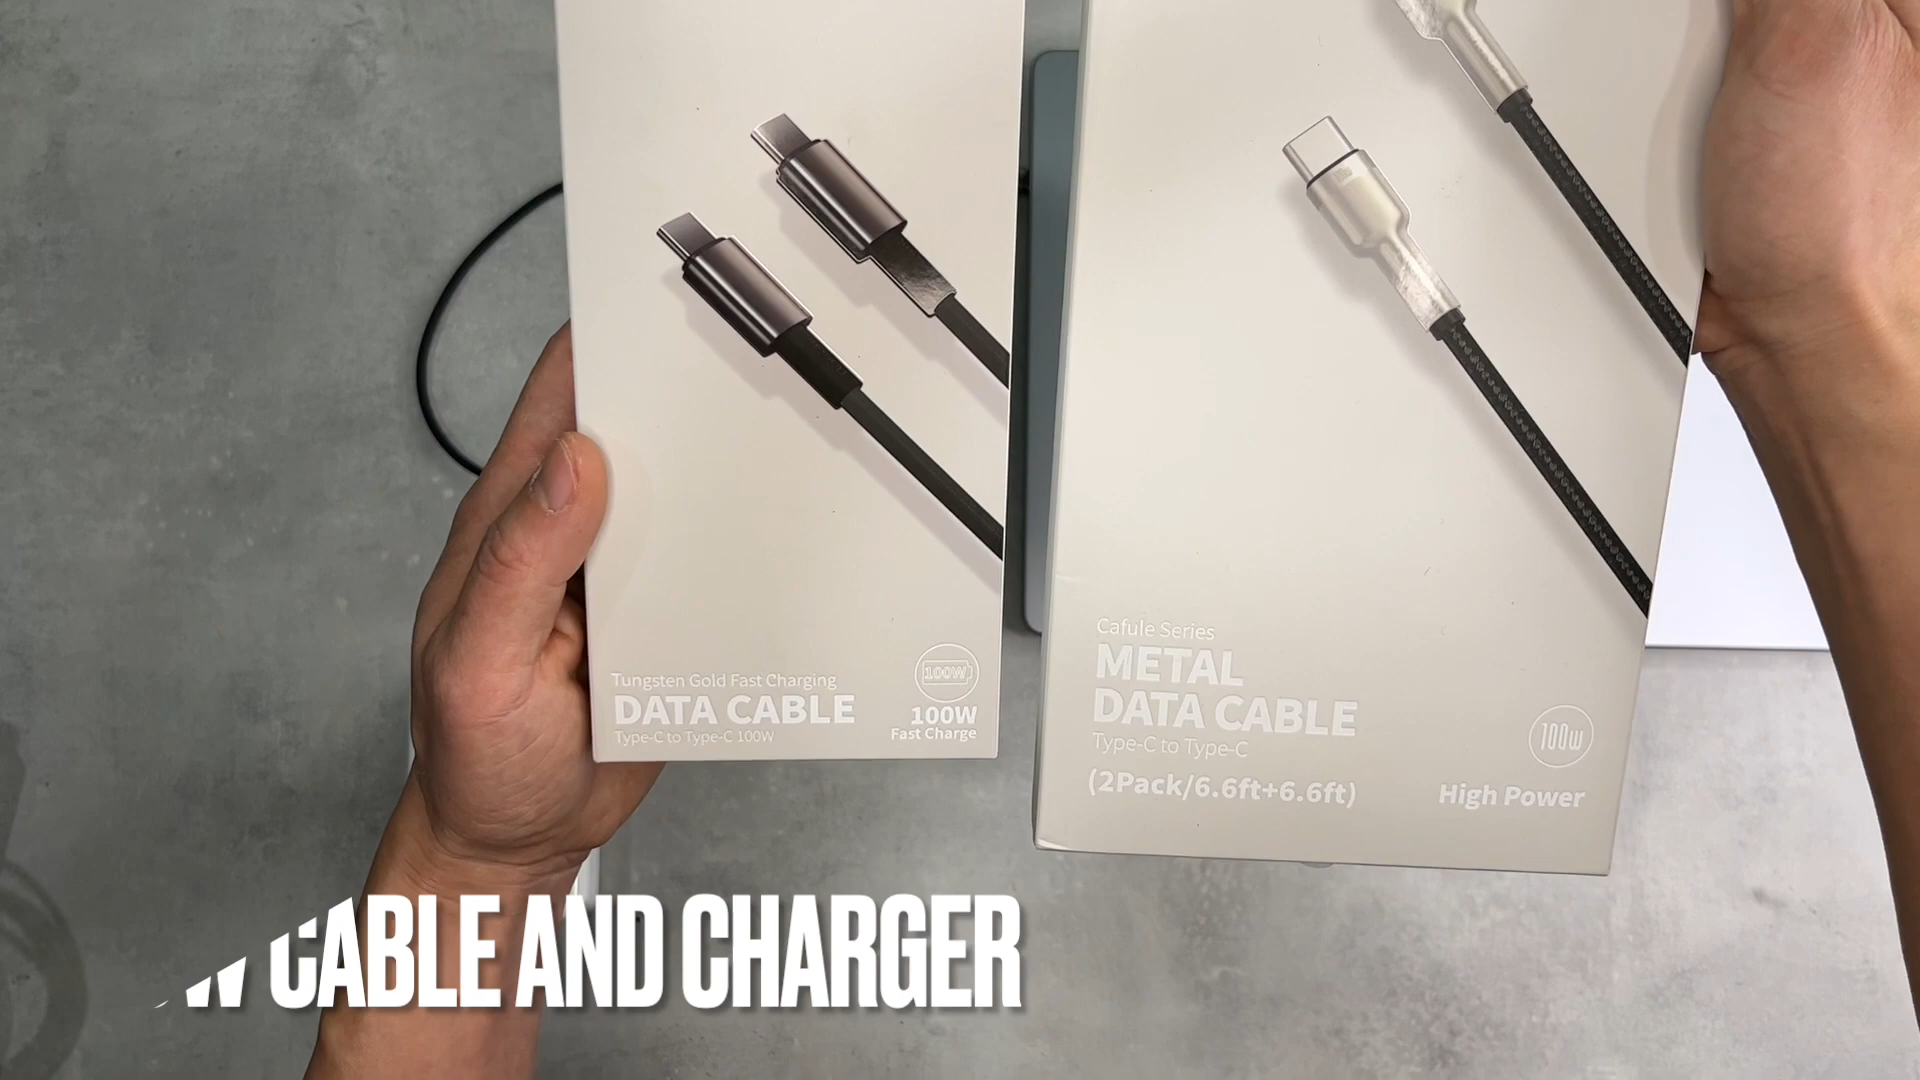 Tungsten Gold Fast Charging
DATA CABLE
Type-C to Type-C 100W
100W
100W
Fast Charge
Cafule Series
METAL
DATA CABLE
Type-C to Type-C
(2Pack/6.6ft+6.6ft)
100w
High Power
CABLE AND CHARGER